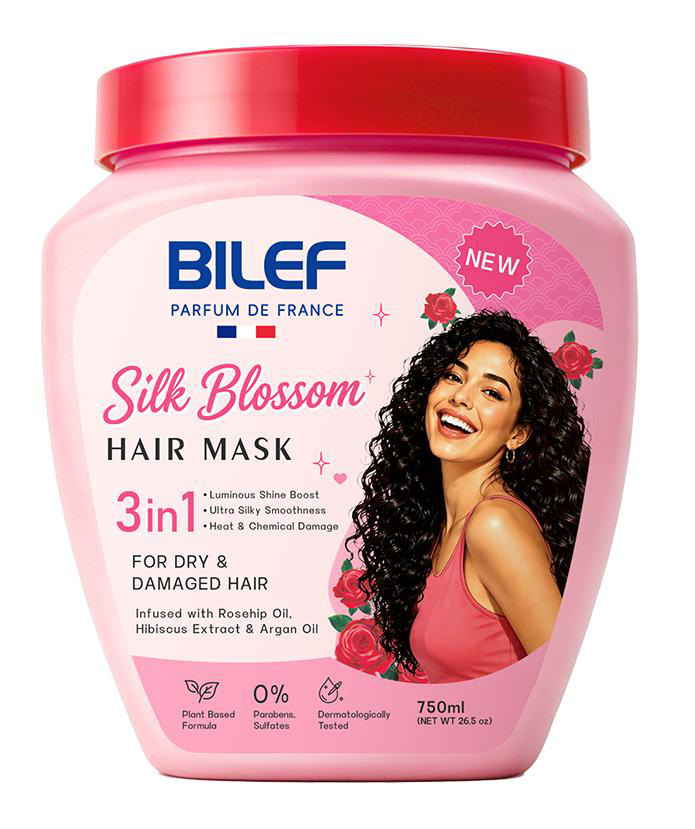 BILEF
PARFUM DE FRANCE
NEW
Silk Blossom
HAIR MASK
3in1
• Luminous Shine Boost
• Ultra Silky Smoothness
• Heat & Chemical Damage
FOR DRY &
DAMAGED HAIR
Infused with Rosehip Oil,
Hibiscus Extract & Argan Oil
Plant Based
Formula
0%
Parabens,
Sulfates
Dermatologically
Tested
750ml
(NET WT 26.5 oz)